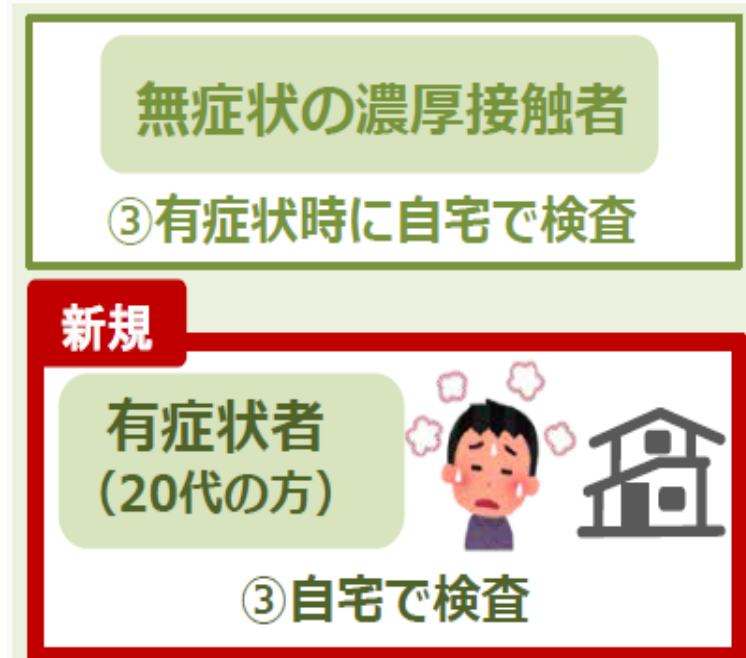 無症状の濃厚接触者
③有症状時に自宅で検査
新規
有症状者
（20代の方）
③自宅で検査